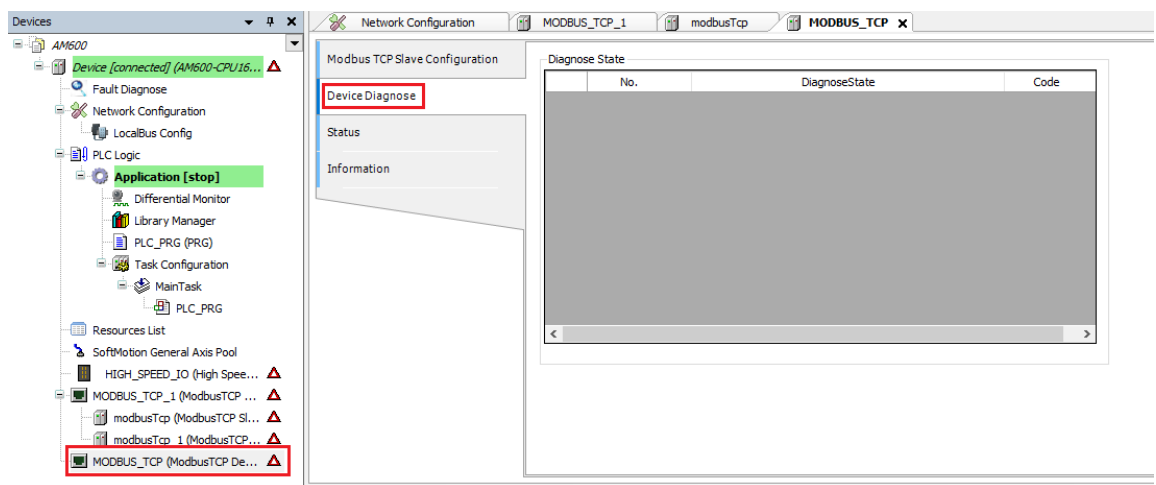 Devices
AM600
Device [connected] (AM600-CPU16...
Fault Diagnose
Network Configuration
LocalBus Config
PLC Logic
Application [stop]
Differential Monitor
Library Manager
PLC_PRG (PRG)
Task Configuration
MainTask
PLC_PRG
Resources List
SoftMotion General Axis Pool
HIGH_SPEED_IO (High Spee...
MODBUS_TCP_1 (ModbusTCP ...
modbusTcp (ModbusTCP Sl...
modbusTcp_1 (ModbusTCP...
MODBUS_TCP (ModbusTCP De...
Network Configuration
MODBUS_TCP_1
modbusTcp
MODBUS_TCP
Modbus TCP Slave Configuration
Device Diagnose
Status
Information
Diagnose State
No. DiagnoseState Code